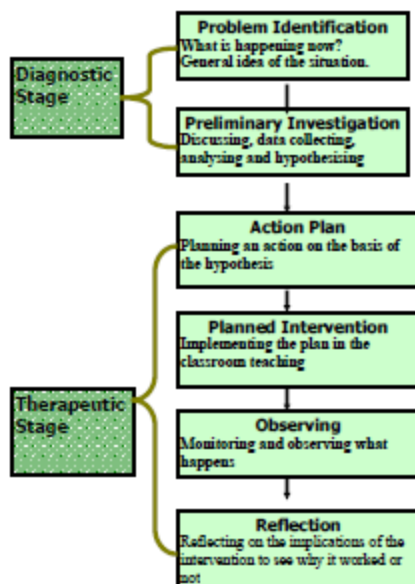 Problem Identification
What is happening now?
General idea of the situation.
Diagnostic
Stage
Preliminary Investigation
Discussing, data collecting,
analysing and hypothesising
Action Plan
Planning an action on the basis of
the hypothesis
Planned Intervention
Implementing the plan in the
classroom teaching
Therapeutic
Stage
Observing
Monitoring and observing what
happens
Reflection
Reflecting on the implications of the
intervention to see why it worked or
not